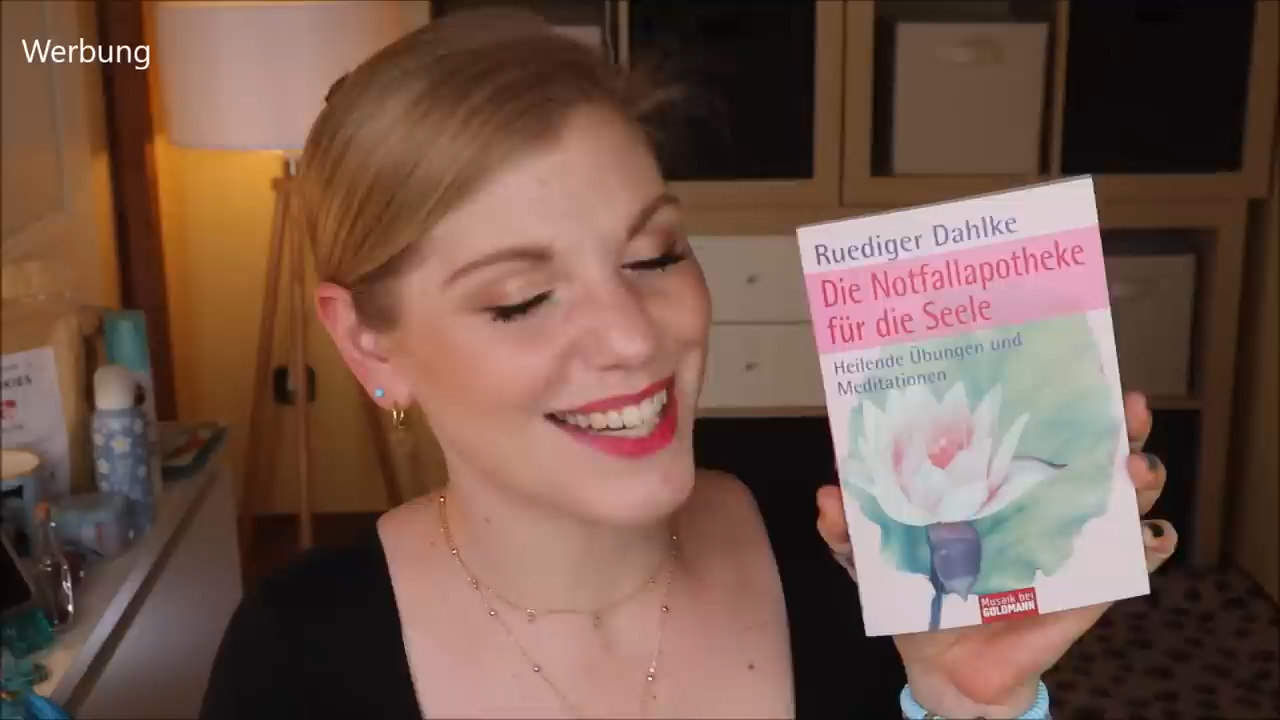 Werbung
Ruediger Dahlke
Die Notfallapotheke
für die Seele
Heilende Übungen und
Meditationen
Mosaik bei
GOLDMANN